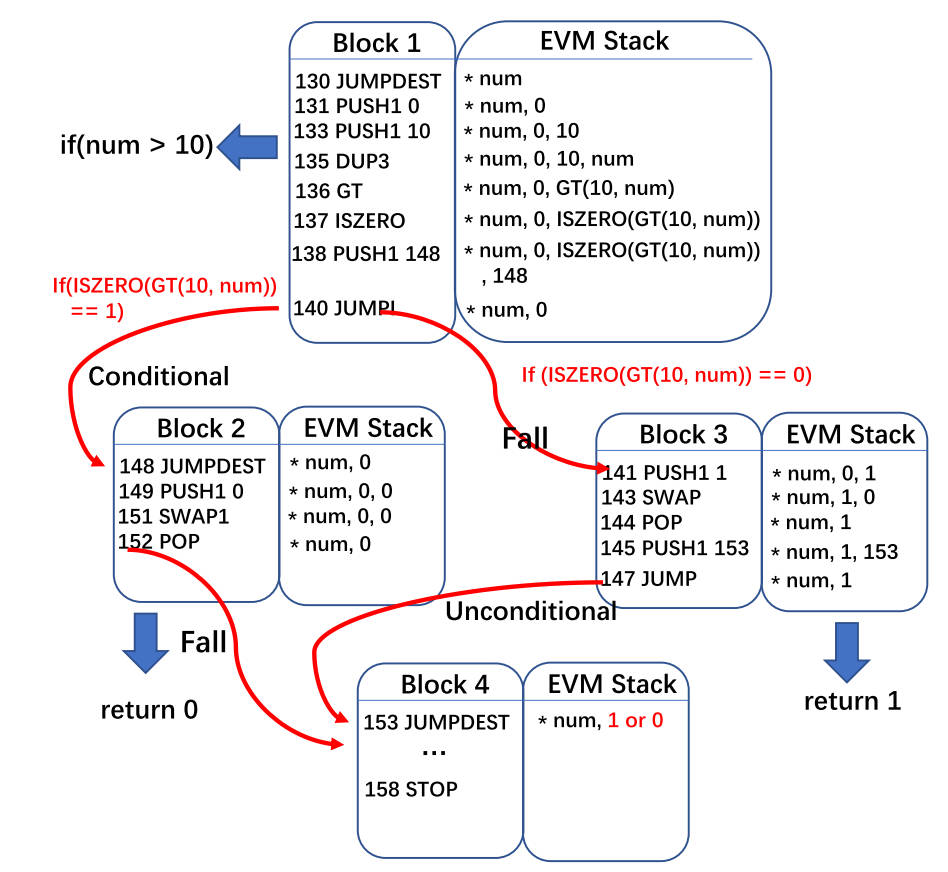 Block 1
EVM Stack
130 JUMPDEST
* num
131 PUSH1 0
* num, 0
133 PUSH1 10
* num, 0, 10
if(num > 10)
135 DUP3
* num, 0, 10, num
136 GT
* num, 0, GT(10, num)
137 ISZERO
* num, 0, ISZERO(GT(10, num))
138 PUSH1 148
* num, 0, ISZERO(GT(10, num))
, 148
If(ISZERO(GT(10, num))
== 1)
140 JUMPI
* num, 0
Conditional
If (ISZERO(GT(10, num)) == 0)
Fall
Block 2
EVM Stack
148 JUMPDEST
* num, 0
149 PUSH1 0
* num, 0, 0
151 SWAP1
* num, 0, 0
152 POP
* num, 0
Block 3
EVM Stack
141 PUSH1 1
* num, 0, 1
143 SWAP
* num, 1, 0
144 POP
* num, 1
145 PUSH1 153
* num, 1, 153
147 JUMP
* num, 1
Unconditional
Fall
return 0
return 1
Block 4
EVM Stack
153 JUMPDEST
* num, 1 or 0
...
158 STOP